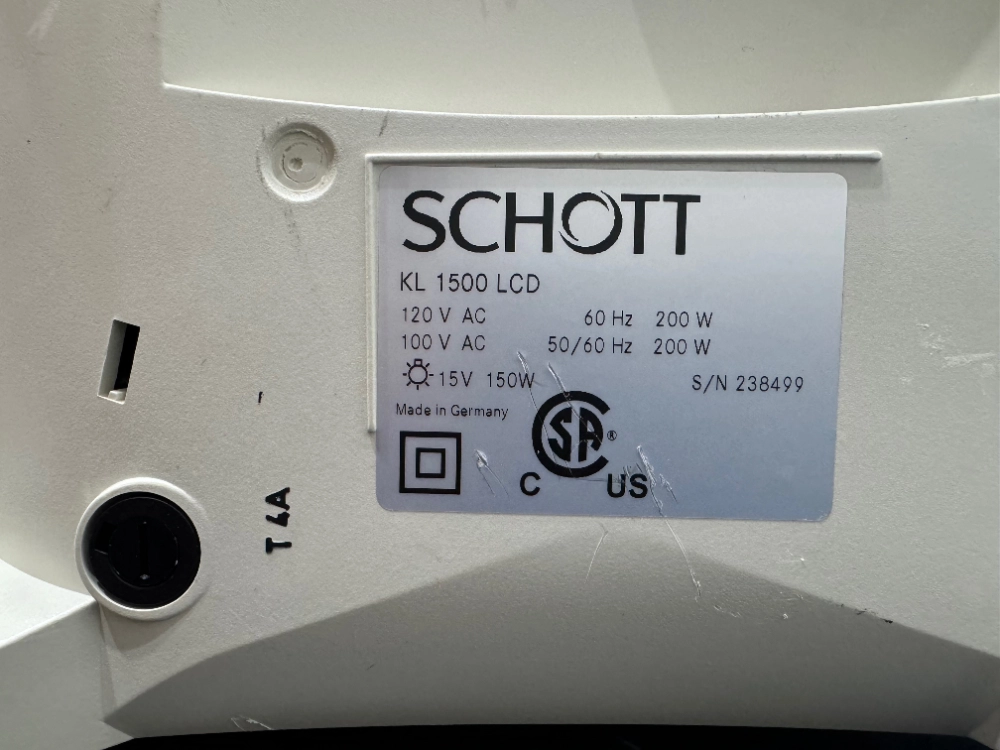 SCHOTT
KL 1500 LCD
120 V AC 60 Hz 200 W
100 V AC 50/60 Hz 200 W
15V 150W S/N 238499
Made in Germany
CSA ®
C US
T 4A